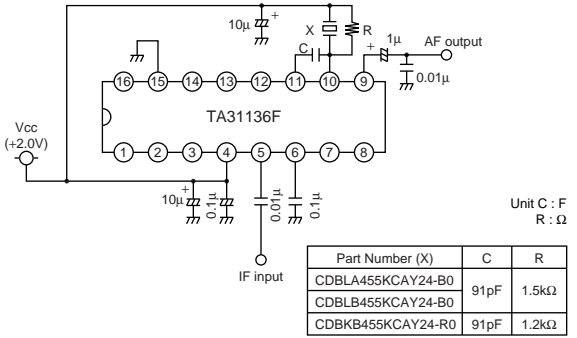 10μ
+
X
R
C
+
1μ
AF output
0.01μ
16
15
14
13
12
11
10
9
TA31136F
Vcc
(+2.0V)
1
2
3
4
5
6
7
8
10μ
+
0.1μ
0.01μ
0.1μ
IF input
Unit C : F
R : Ω
Part Number (X) C R
CDBLA455KCAY24-B0 91pF 1.5kΩ
CDBLB455KCAY24-B0
CDBKB455KCAY24-R0 91pF 1.2kΩ